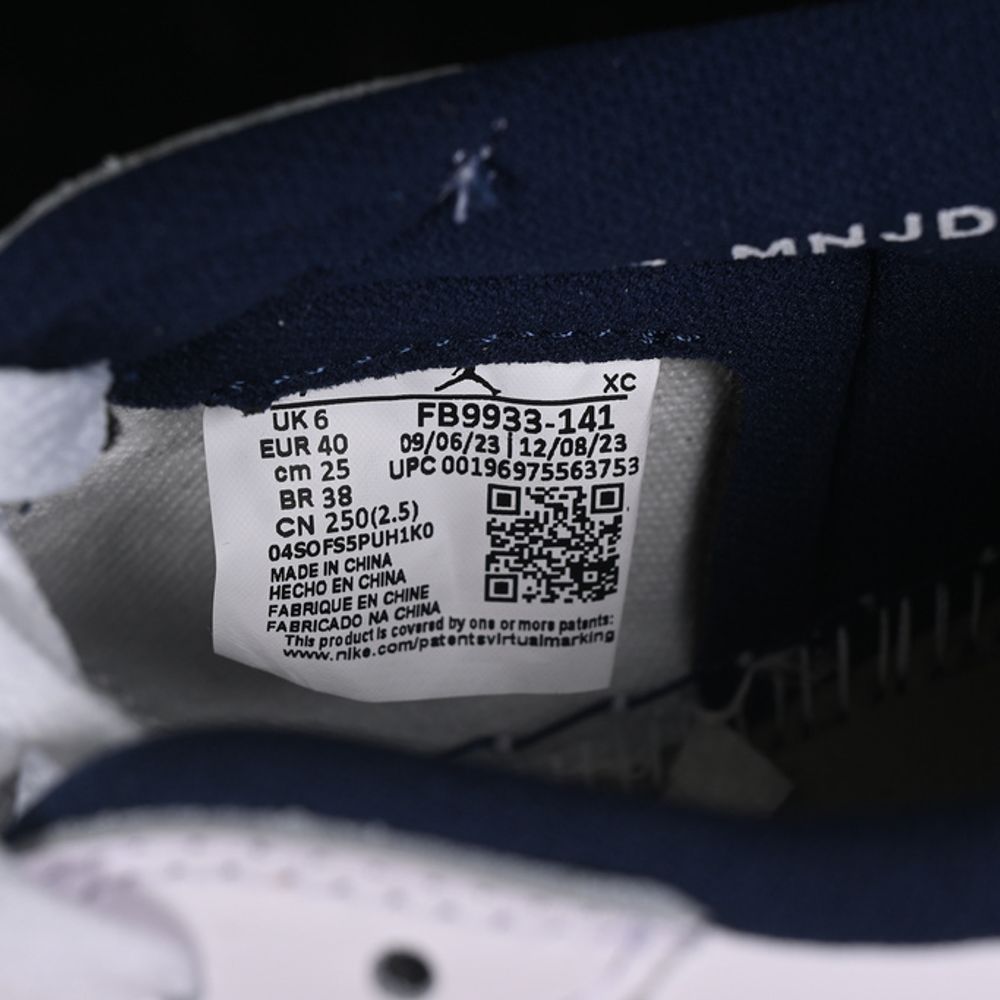 MNJD
XC
UK 6
FB9933-141
EUR 40
09/06/23 | 12/08/23
cm 25
UPC 00196975563753
BR 38
CN 250(2.5)
04SOFS5PUH1K0
MADE IN CHINA
HECHO EN CHINA
FABRIQUE EN CHINE
FABRICADO NA CHINA
This product is covered by one or more patents:
www.nike.com/patentsvirtualmarking